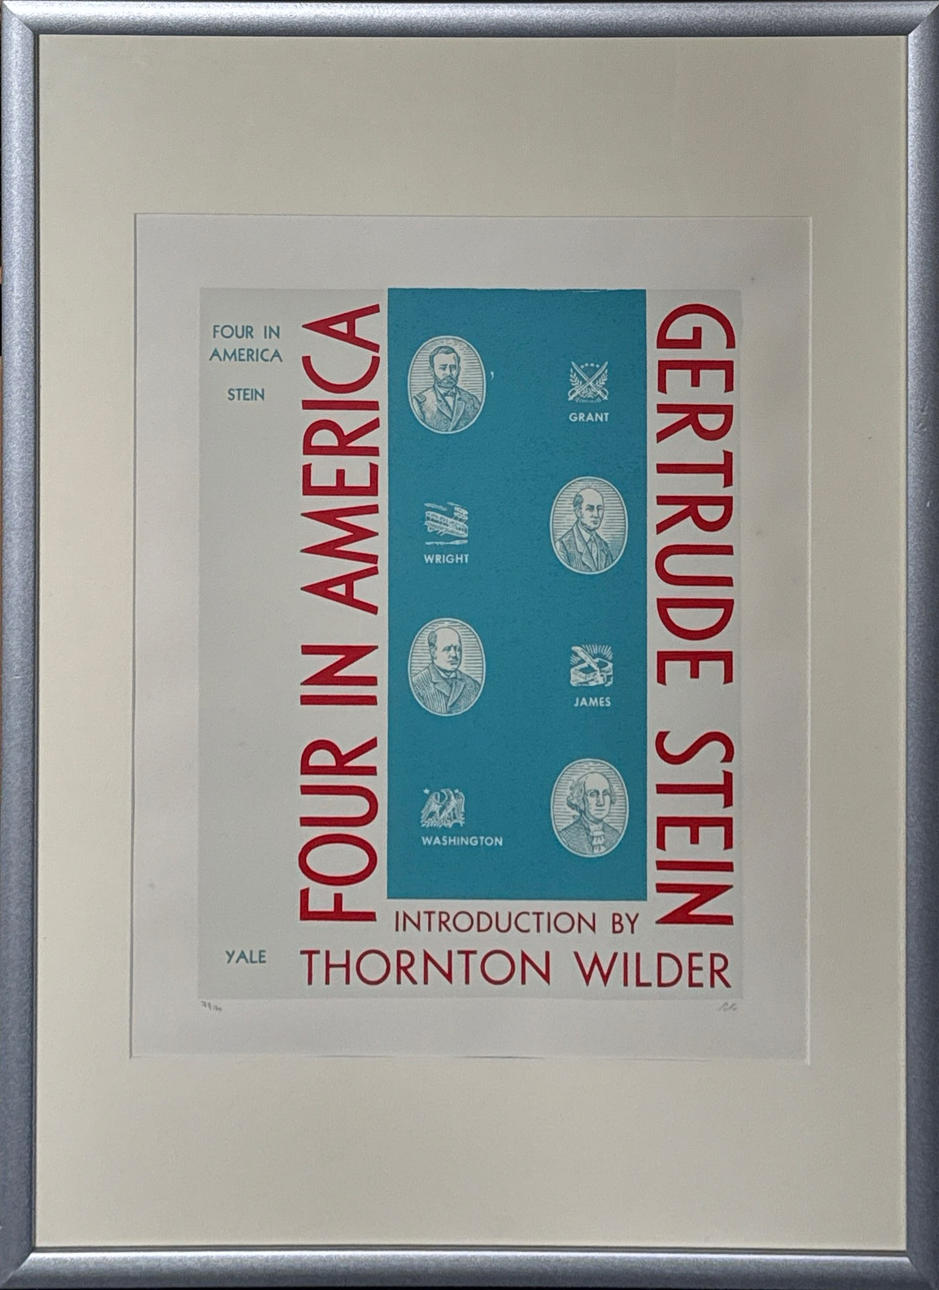 FOUR IN
AMERICA
STEIN
YALE
FOUR IN AMERICA
GRANT
WRIGHT
JAMES
WASHINGTON
GERTRUDE STEIN
INTRODUCTION BY
THORNTON WILDER